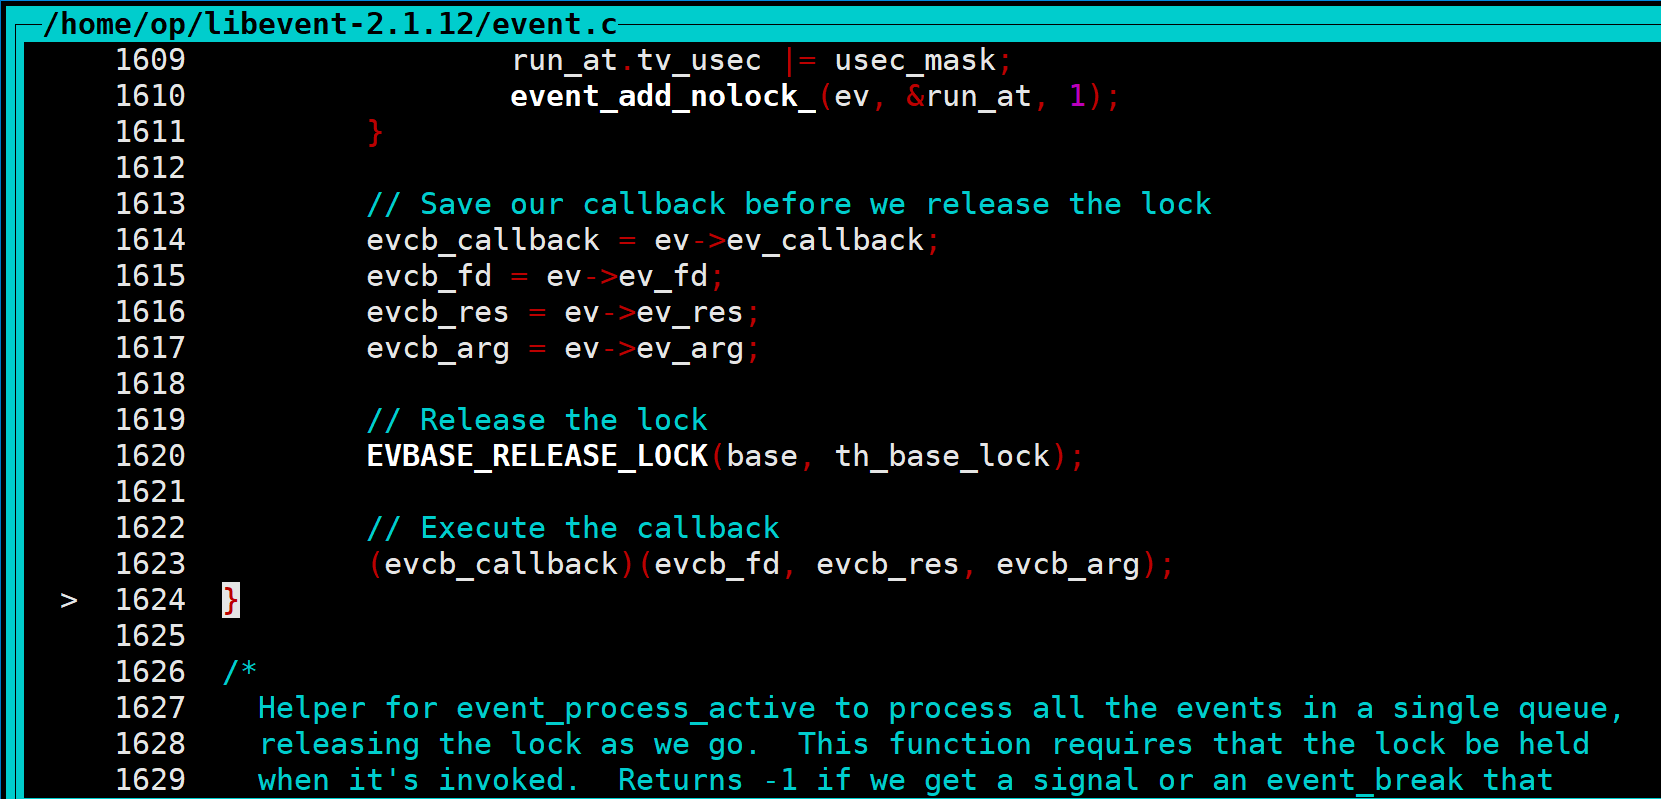 /home/op/libevent-2.1.12/event.c
1609 run_at.tv_usec |= usec_mask;
1610 event_add_nolock_(ev, &run_at, 1);
1611 }
1612
1613 // Save our callback before we release the lock
1614 evcb_callback = ev->ev_callback;
1615 evcb_fd = ev->ev_fd;
1616 evcb_res = ev->ev_res;
1617 evcb_arg = ev->ev_arg;
1618
1619 // Release the lock
1620 EVBASE_RELEASE_LOCK(base, th_base_lock);
1621
1622 // Execute the callback
1623 (evcb_callback)(evcb_fd, evcb_res, evcb_arg);
> 1624 }
1625
1626 /*
1627 Helper for event_process_active to process all the events in a single queue,
1628 releasing the lock as we go.  This function requires that the lock be held
1629 when it's invoked.  Returns -1 if we get a signal or an event_break that